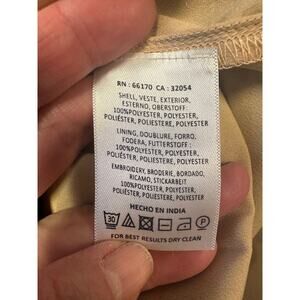 RN : 66170 CA : 32054
SHELL, VESTE, EXTERIOR,
ESTERNO, OBERSTOFF:
100%POLYESTER, POLYESTER,
POLIÉSTER, POLIESTERE, POLYESTER
LINING, DOUBLURE, FORRO,
FODERA, FUTTERSTOFF:
100%POLYESTER, POLYESTER,
POLIÉSTER, POLIESTERE, POLYESTER
EMBROIDERY, BRODERIE, BORDADO,
RICAMO, STICKARBEIT
100%POLYESTER, POLYESTER,
POLIÉSTER, POLIESTERE, POLYESTER
HECHO EN INDIA
30 P
FOR BEST RESULTS DRY CLEAN